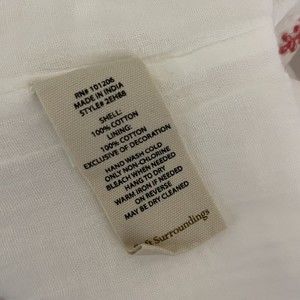 RN# 101206
MADE IN INDIA
STYLE# 2EH88
SHELL:
100% COTTON
LINING:
100% COTTON
EXCLUSIVE OF DECORATION
HAND WASH COLD
ONLY NON-CHLORINE
BLEACH WHEN NEEDED
HANG TO DRY
WARM IRON IF NEEDED
ON REVERSE
MAY BE DRY CLEANED
Surroundings